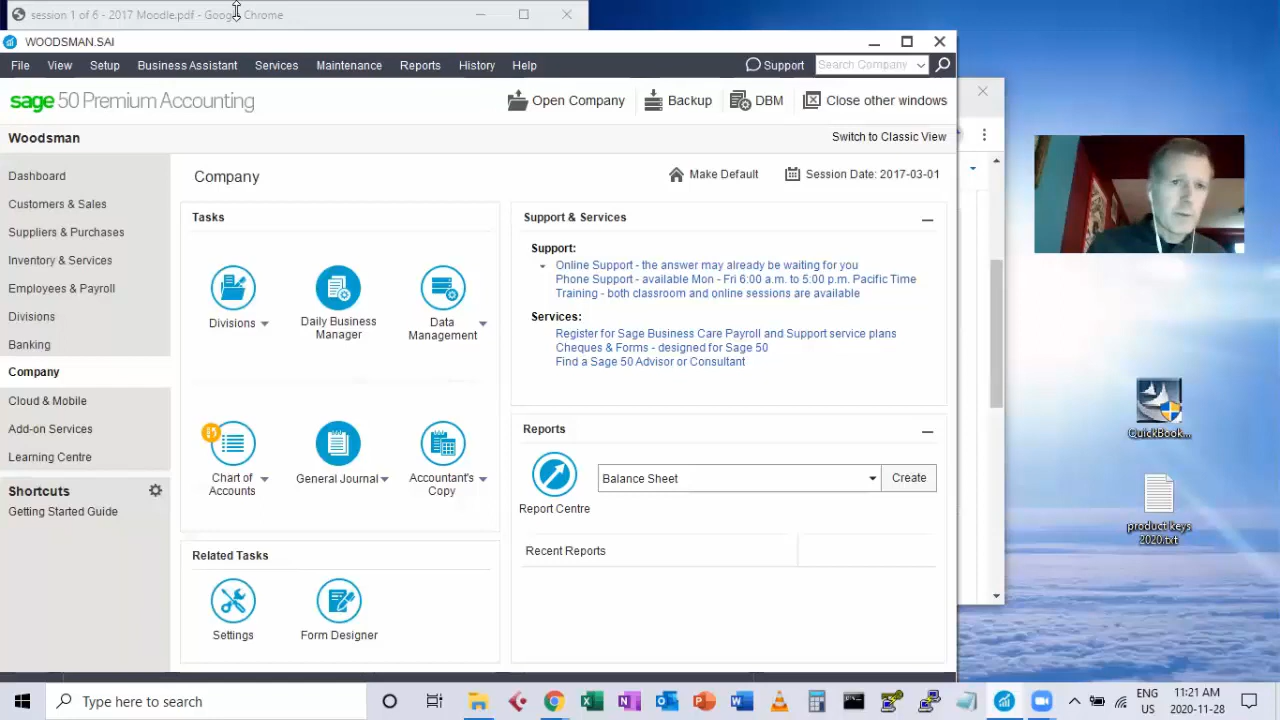 session 1 of 6 - 2017 Moodle.pdf - Google Chrome
WOODSMAN.SAI
File View Setup Business Assistant Services Maintenance Reports History Help Support Search Company
sage 50 Premium Accounting
Open Company Backup DBM Close other windows
Woodsman
Switch to Classic View
Dashboard
Customers & Sales
Suppliers & Purchases
Inventory & Services
Employees & Payroll
Divisions
Banking
Company
Cloud & Mobile
Add-on Services
Learning Centre
Shortcuts
Getting Started Guide
Company
Make Default
Session Date: 2017-03-01
Tasks
Divisions
Daily Business
Manager
Data
Management
Chart of
Accounts
General Journal
Accountant's
Copy
Related Tasks
Settings
Form Designer
Support & Services
Support:
Online Support - the answer may already be waiting for you
Phone Support - available Mon - Fri 6:00 a.m. to 5:00 p.m. Pacific Time
Training - both classroom and online sessions are available
Services:
Register for Sage Business Care Payroll and Support service plans
Cheques & Forms - designed for Sage 50
Find a Sage 50 Advisor or Consultant
Reports
Report Centre
Balance Sheet
Create
Recent Reports
QuickBook...
product keys
2020.txt
Type here to search
ENG
US
11:21 AM
2020-11-28